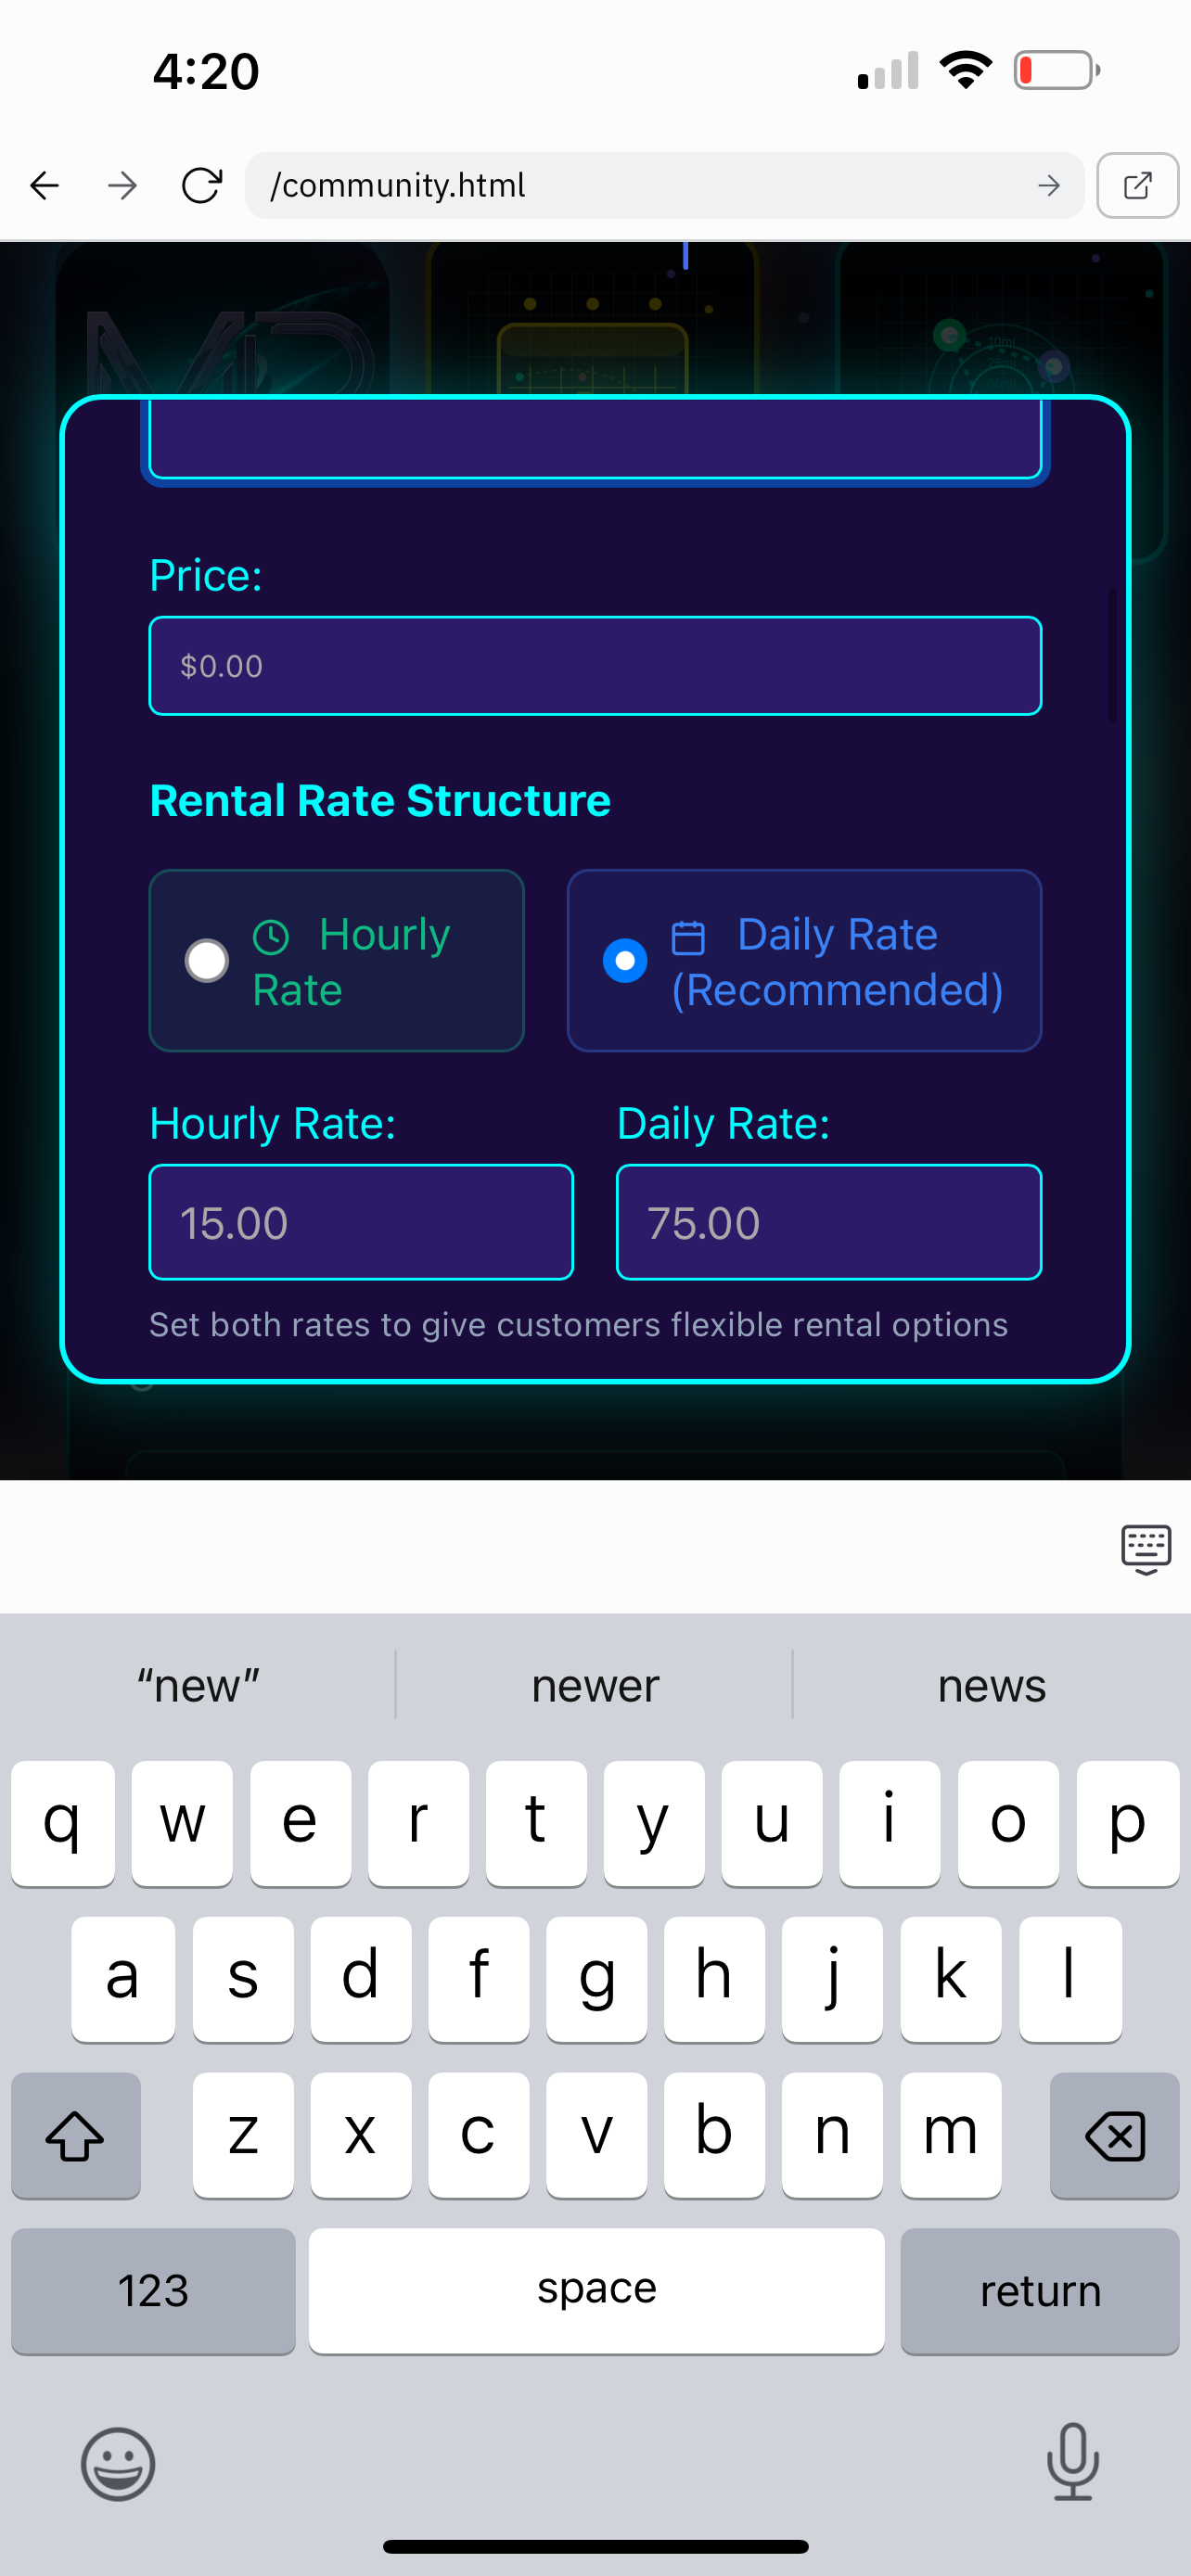 4:20
/community.html
10mi
Price:
$0.00
Rental Rate Structure
Hourly
Rate
Daily Rate
(Recommended)
Hourly Rate:
Daily Rate:
15.00
75.00
Set both rates to give customers flexible rental options
“new”
newer
news
q w e r t y u i o p
a s d f g h j k l
z x c v b n m
123
space
return